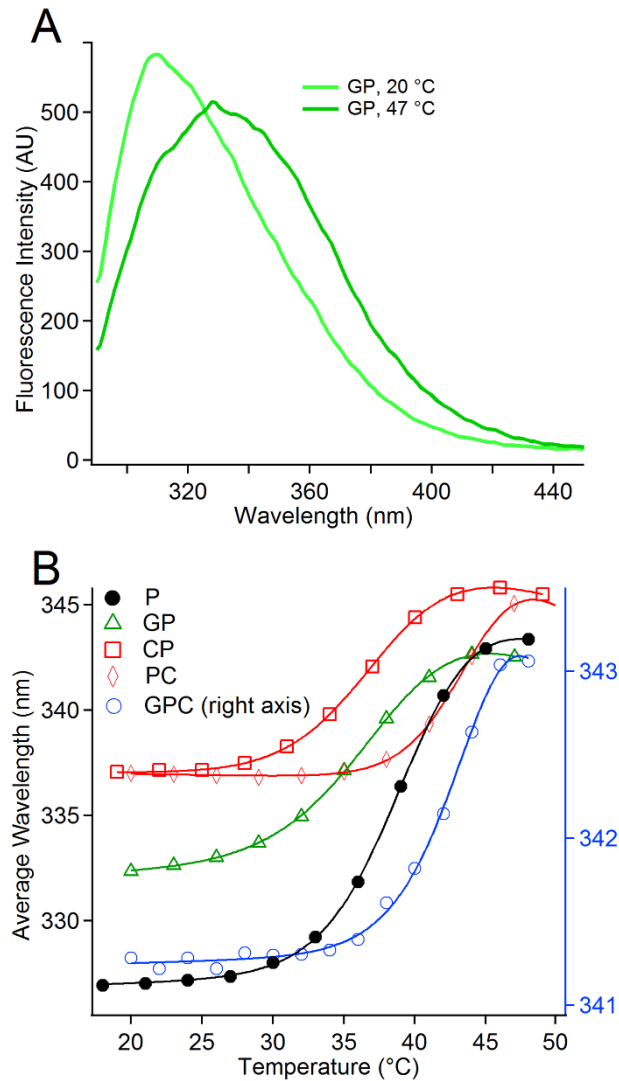 A
GP, 20 °C
GP, 47 °C
500
400
300
200
100
0
Fluorescence Intensity (AU)
320
360
400
440
Wavelength (nm)
B
P
GP
CP
PC
GPC (right axis)
345
340
335
330
Average Wavelength (nm)
343
342
341
20
25
30
35
40
45
50
Temperature (°C)